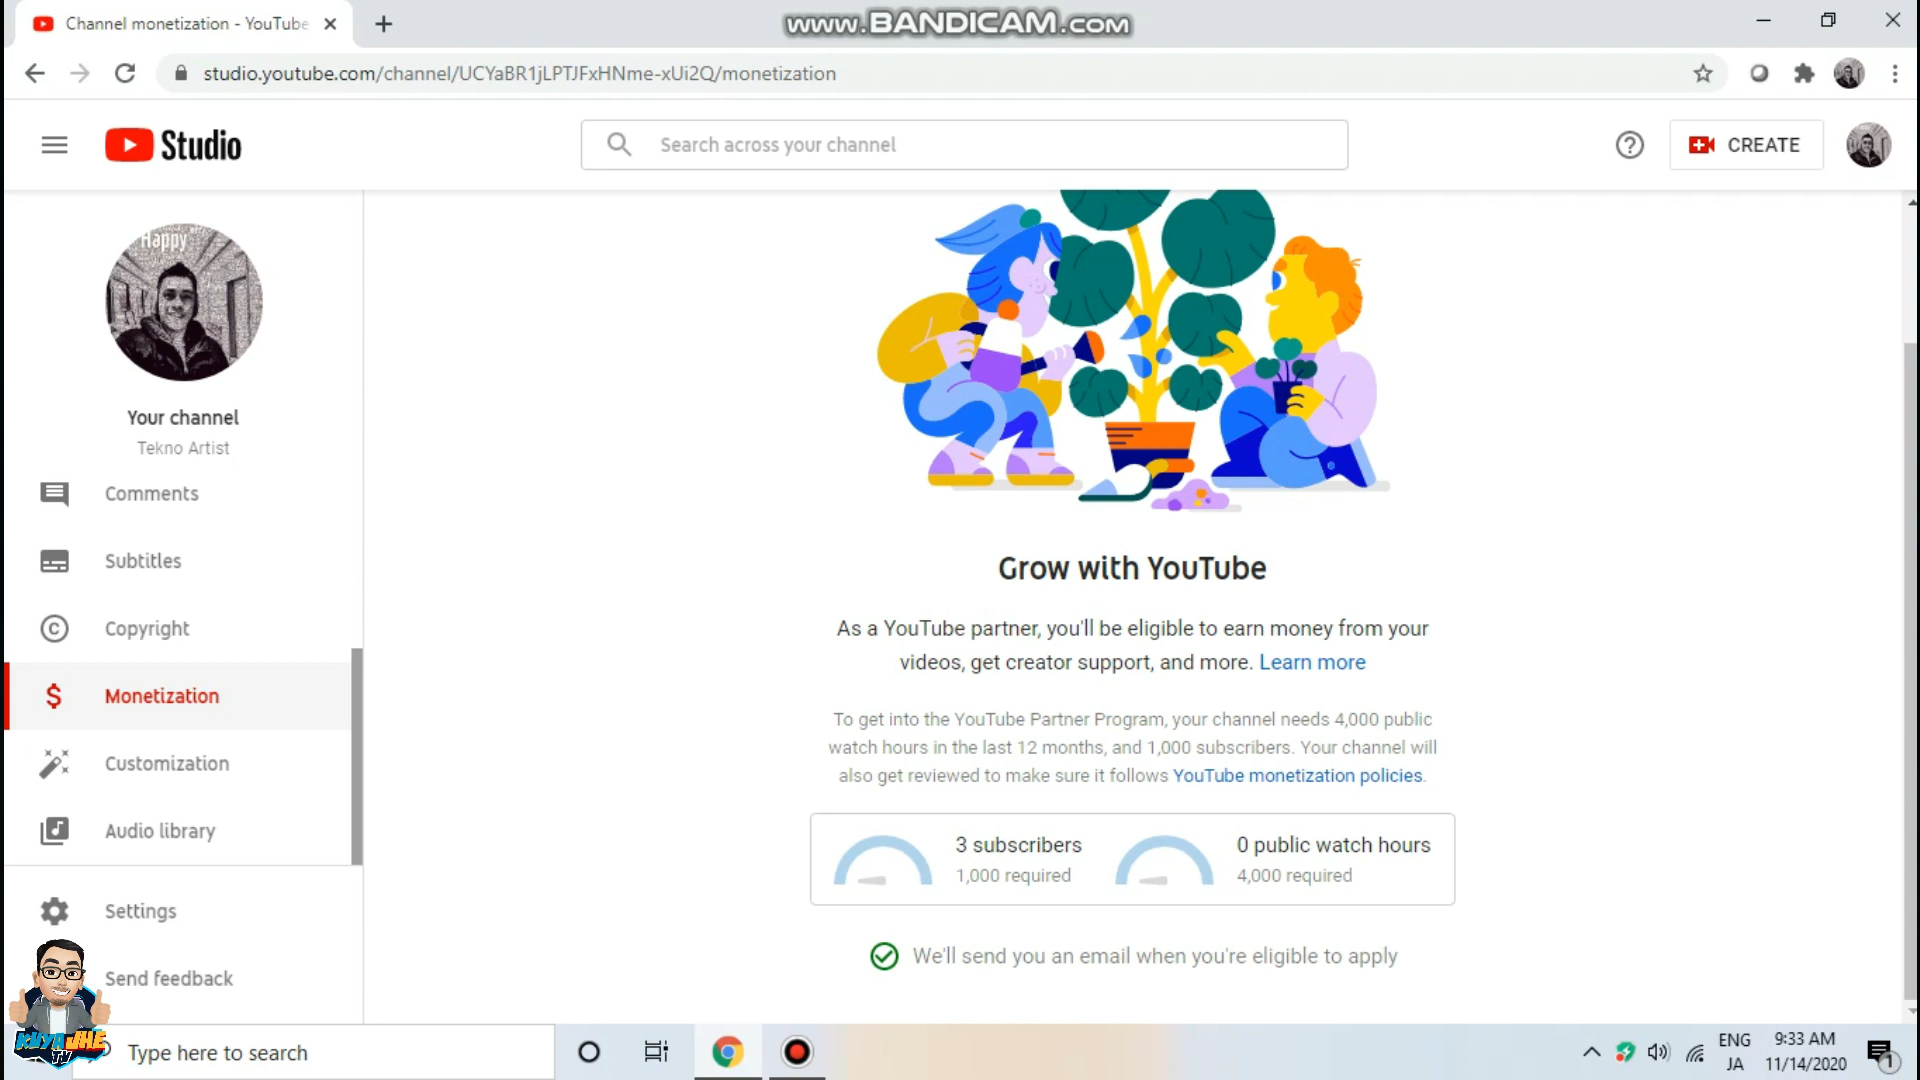 Channel monetization - YouTube
www.BANDICAM.com
studio.youtube.com/channel/UCYaBR1jLPTJFxHNme-xUi2Q/monetization
Studio
Search across your channel
CREATE
Happy
Your channel
Tekno Artist
Comments
Subtitles
Copyright
Monetization
Customization
Audio library
Settings
Send feedback
Grow with YouTube
As a YouTube partner, you'll be eligible to earn money from your
videos, get creator support, and more. Learn more
To get into the YouTube Partner Program, your channel needs 4,000 public
watch hours in the last 12 months, and 1,000 subscribers. Your channel will
also get reviewed to make sure it follows YouTube monetization policies.
3 subscribers
1,000 required
0 public watch hours
4,000 required
We'll send you an email when you're eligible to apply
KUYA JHE
TV
Type here to search
ENG
JA
9:33 AM
11/14/2020
1